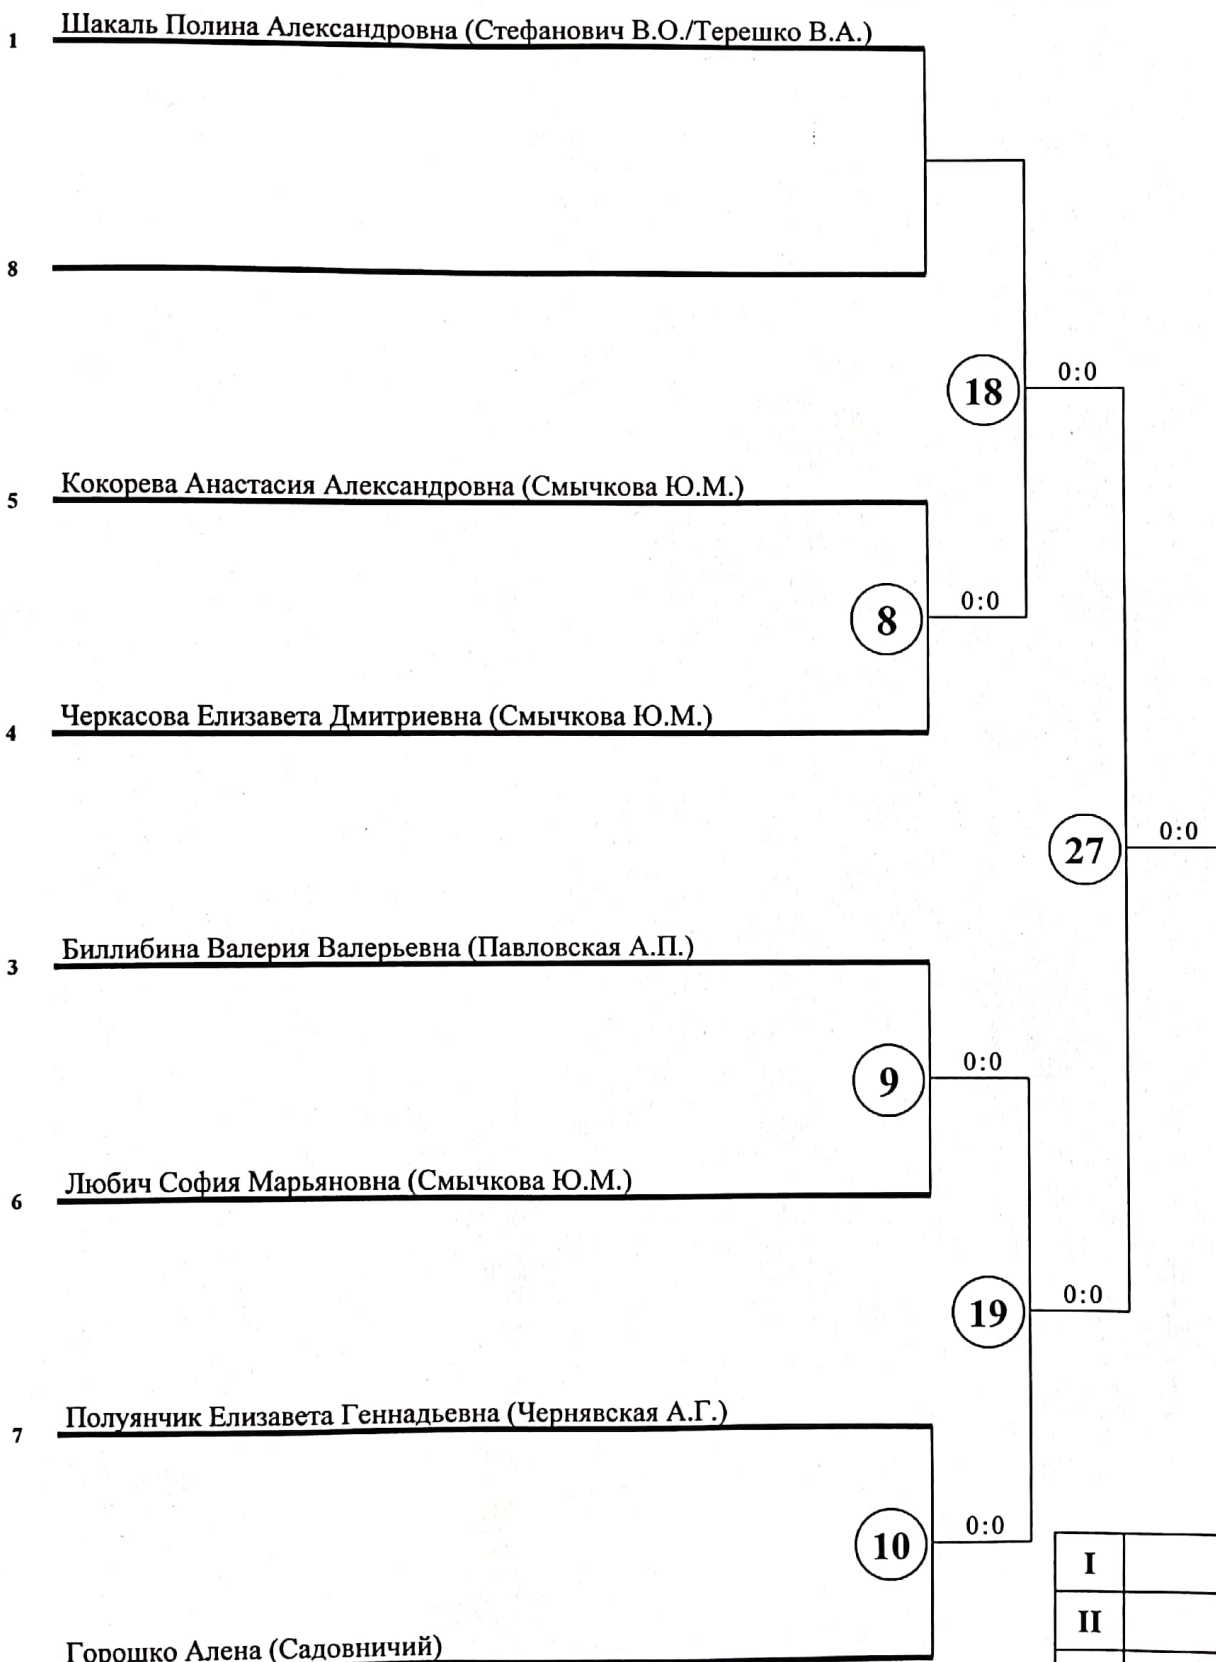 1 Шакаль Полина Александровна (Стефанович В.О./Терешко В.А.)
8
18 0:0
5 Кокорева Анастасия Александровна (Смычкова Ю.М.)
8 0:0
4 Черкасова Елизавета Дмитриевна (Смычкова Ю.М.)
27 0:0
3 Биллибина Валерия Валерьевна (Павловская А.П.)
9 0:0
6 Любич София Марьяновна (Смычкова Ю.М.)
19 0:0
7 Полуянчик Елизавета Геннадьевна (Чернявская А.Г.)
10 0:0
I
II
Горошко Алена (Садовничий)